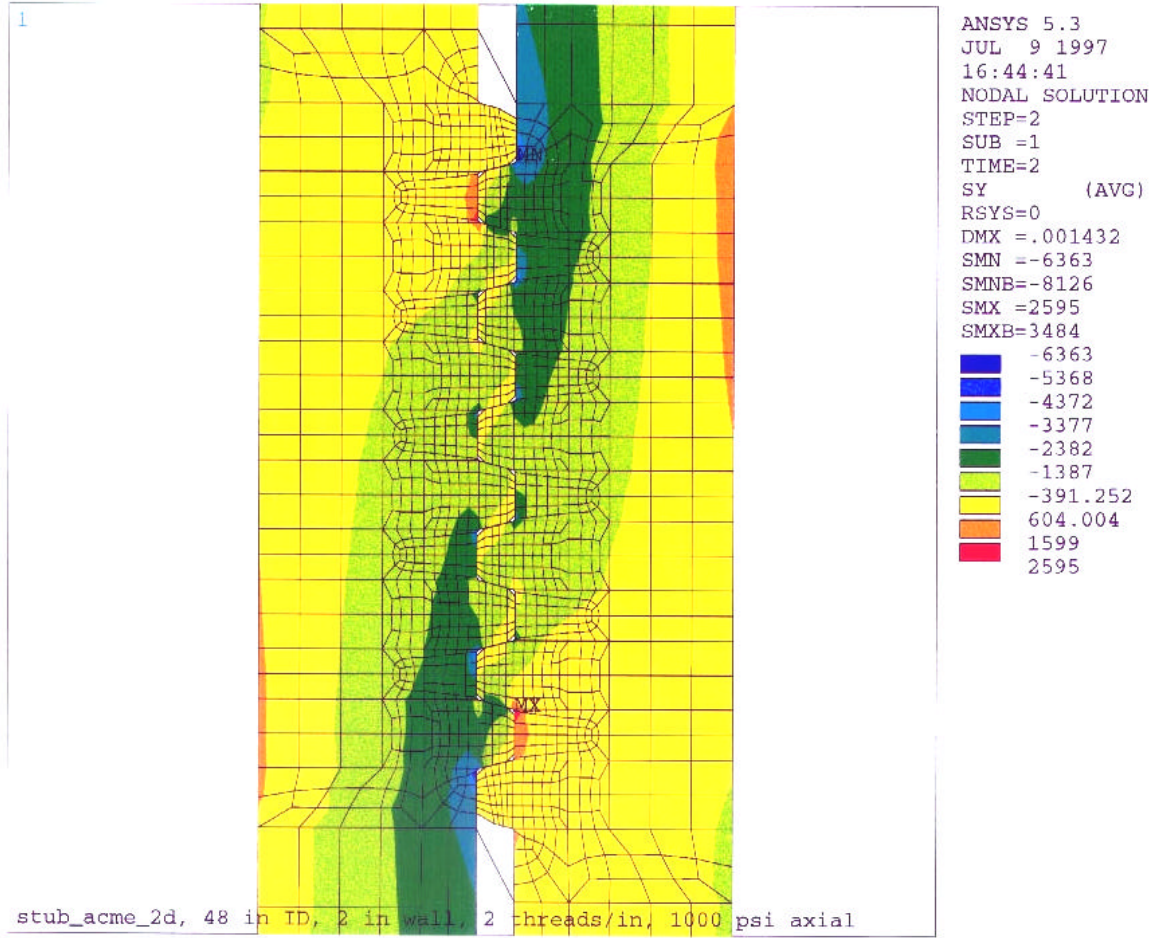 1
ANSYS 5.3
JUL 9 1997
16:44:41
NODAL SOLUTION
STEP=2
SUB =1
TIME=2
SY (AVG)
RSYS=0
DMX =.001432
SMN =-6363
SMNB=-8126
SMX =2595
SMXB=3484
-6363
-5368
-4372
-3377
-2382
-1387
-391.252
604.004
1599
2595
MN
MX
stub_acme_2d, 48 in ID, 2 in wall, 2 threads/in, 1000 psi axial